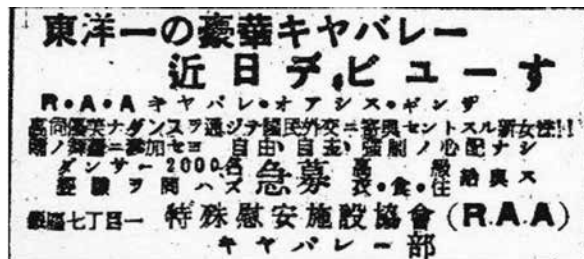 東洋一の豪華キャバレー
近日デビューす
R・A・Aキャバレ・オアシス・ギンザ
高尚優美ナダンスヲ通ジテ國民外交ニ寄與セントスル新女性!!
ノ舞臺ニ参加セヨ 自由、自主、強制ノ心配ナシ
ダンサー2000名 急募 高級 給與ス
經驗ヲ問ハズ 衣・食・住
銀座七丁目一 特殊慰安施設協會(R.A.A)
キャバレー部